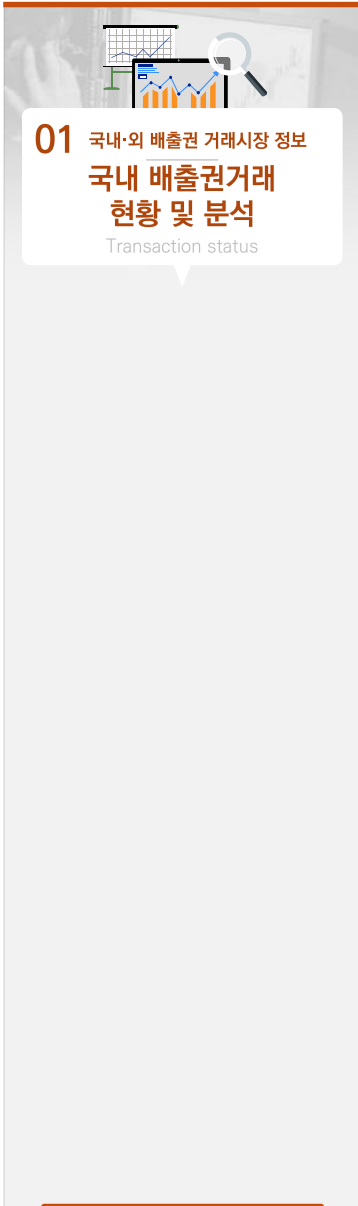 01 국내·외 배출권 거래시장 정보
국내 배출권거래
현황 및 분석
Transaction status